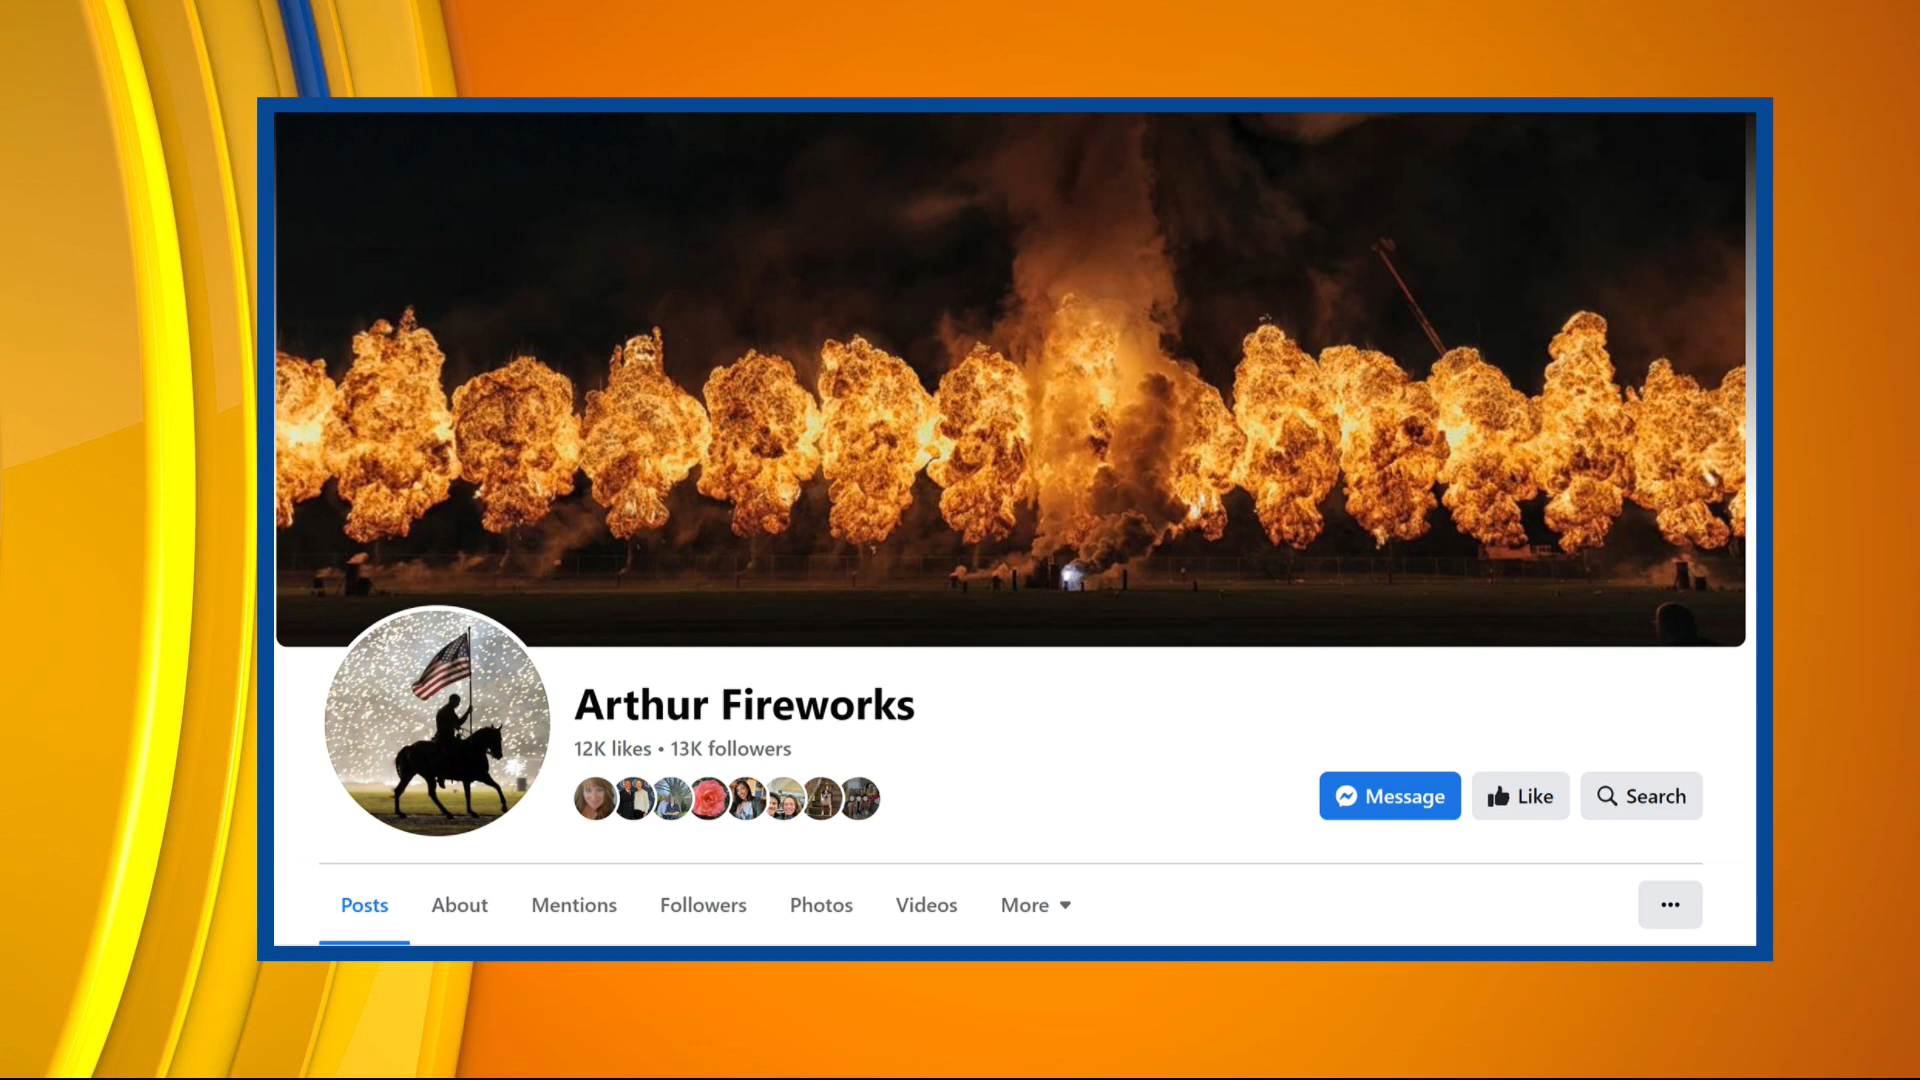 Arthur Fireworks
12K likes • 13K followers
Message
Like
Search
Posts
About
Mentions
Followers
Photos
Videos
More